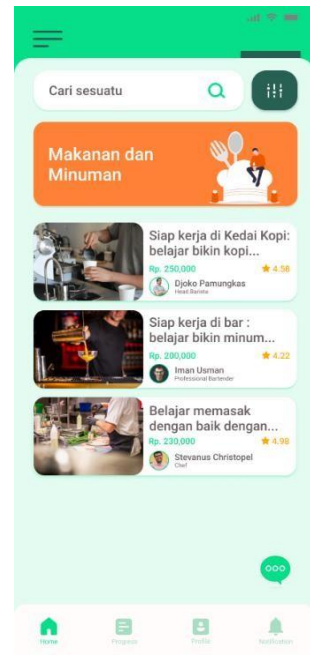 Cari sesuatu
Makanan dan
Minuman
Siap kerja di Kedai Kopi:
belajar bikin kopi...
Rp. 250,000
4.58
Djoko Pamungkas
Head Barista
Siap kerja di bar :
belajar bikin minum...
Rp. 200,000
4.22
Iman Usman
Professional Bartender
Belajar memasak
dengan baik dengan...
Rp. 230,000
4.98
Stevanus Christopel
Chef
Home
Progress
Profile
Notification